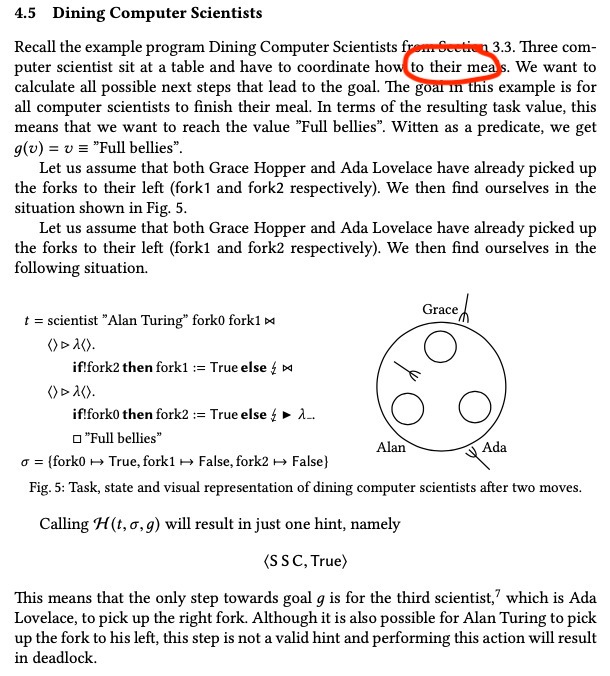 4.5 Dining Computer Scientists
Recall the example program Dining Computer Scientists from Section 3.3. Three com-
puter scientist sit at a table and have to coordinate how to their meals. We want to
calculate all possible next steps that lead to the goal. The goal in this example is for
all computer scientists to finish their meal. In terms of the resulting task value, this
means that we want to reach the value ”Full bellies”. Witten as a predicate, we get
g(v) = v ≡ ”Full bellies”.
Let us assume that both Grace Hopper and Ada Lovelace have already picked up
the forks to their left (fork1 and fork2 respectively). We then find ourselves in the
situation shown in Fig. 5.
Let us assume that both Grace Hopper and Ada Lovelace have already picked up
the forks to their left (fork1 and fork2 respectively). We then find ourselves in the
following situation.
t = scientist ”Alan Turing” fork0 fork1 ⋈
⟨⟩ ▷ λ⟨⟩.
if!fork2 then fork1 := True else ↯ ⋈
⟨⟩ ▷ λ⟨⟩.
if!fork0 then fork2 := True else ↯ ▶ λ_.
□ ”Full bellies”
σ = {fork0 ↦ True, fork1 ↦ False, fork2 ↦ False}
Grace
Alan
Ada
Fig. 5: Task, state and visual representation of dining computer scientists after two moves.
Calling ℋ(t, σ, g) will result in just one hint, namely
⟨S S C, True⟩
This means that the only step towards goal g is for the third scientist,⁷ which is Ada
Lovelace, to pick up the right fork. Although it is also possible for Alan Turing to pick
up the fork to his left, this step is not a valid hint and performing this action will result
in deadlock.